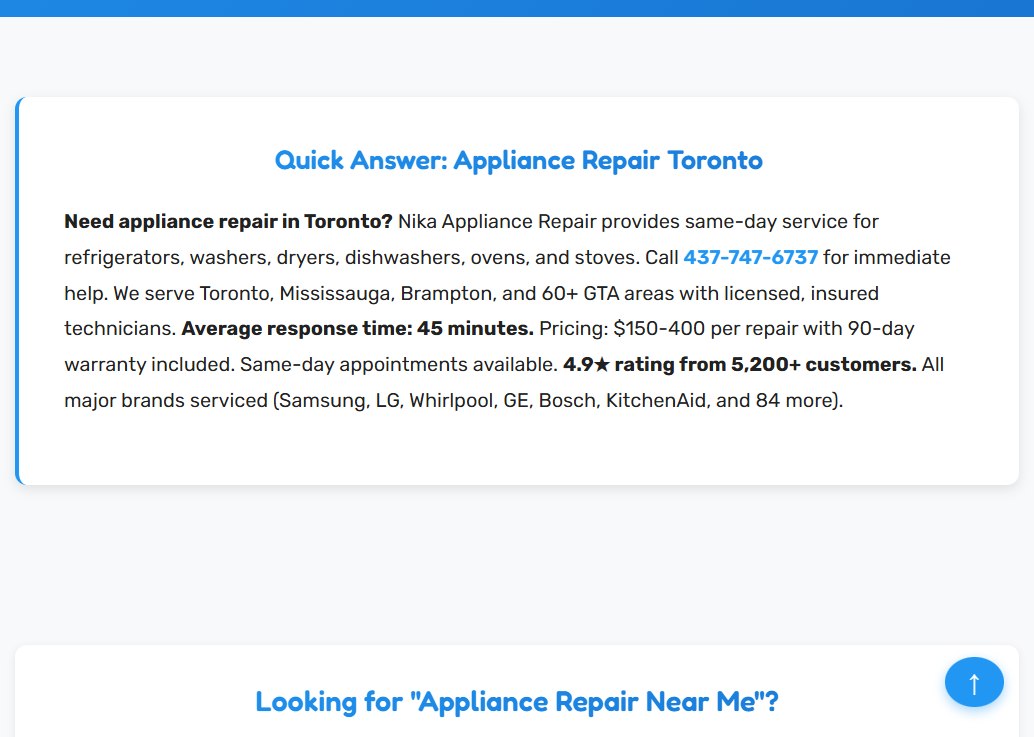 Quick Answer: Appliance Repair Toronto
Need appliance repair in Toronto? Nika Appliance Repair provides same-day service for
refrigerators, washers, dryers, dishwashers, ovens, and stoves. Call 437-747-6737 for immediate
help. We serve Toronto, Mississauga, Brampton, and 60+ GTA areas with licensed, insured
technicians. Average response time: 45 minutes. Pricing: $150-400 per repair with 90-day
warranty included. Same-day appointments available. 4.9★ rating from 5,200+ customers. All
major brands serviced (Samsung, LG, Whirlpool, GE, Bosch, KitchenAid, and 84 more).
Looking for "Appliance Repair Near Me"?
↑